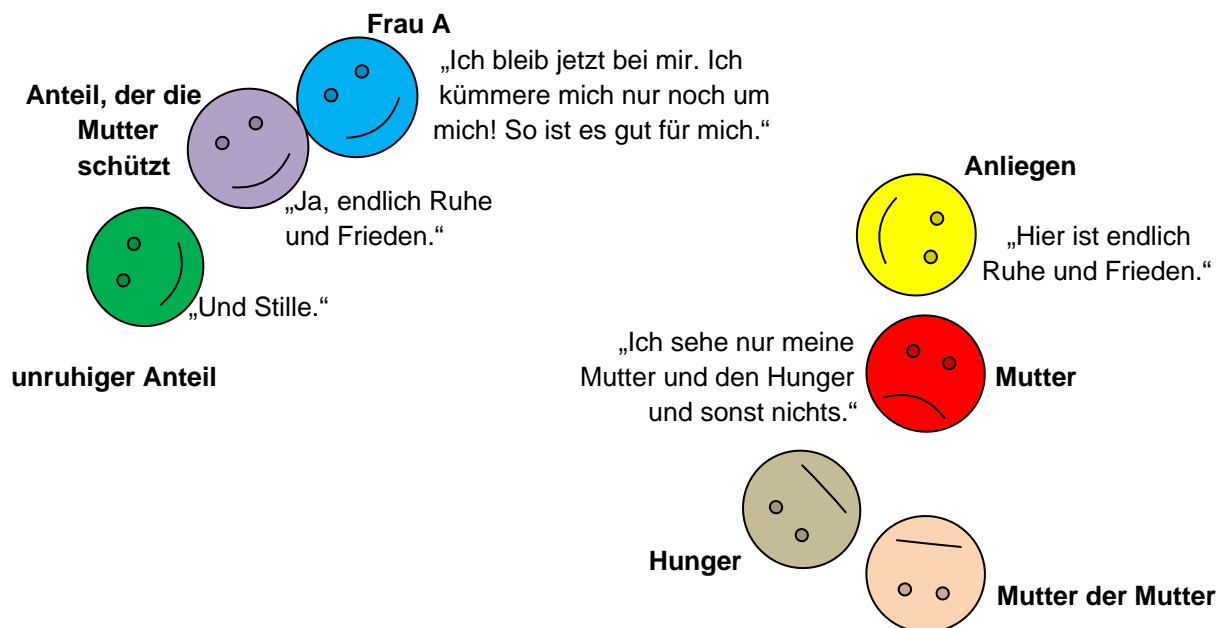 Frau A
„Ich bleib jetzt bei mir. Ich
kümmere mich nur noch um
mich! So ist es gut für mich.“
Anteil, der die
Mutter
schützt
„Ja, endlich Ruhe
und Frieden.“
„Und Stille.“
unruhiger Anteil
Anliegen
„Hier ist endlich
Ruhe und Frieden.“
„Ich sehe nur meine
Mutter und den Hunger
und sonst nichts.“
Mutter
Hunger
Mutter der Mutter